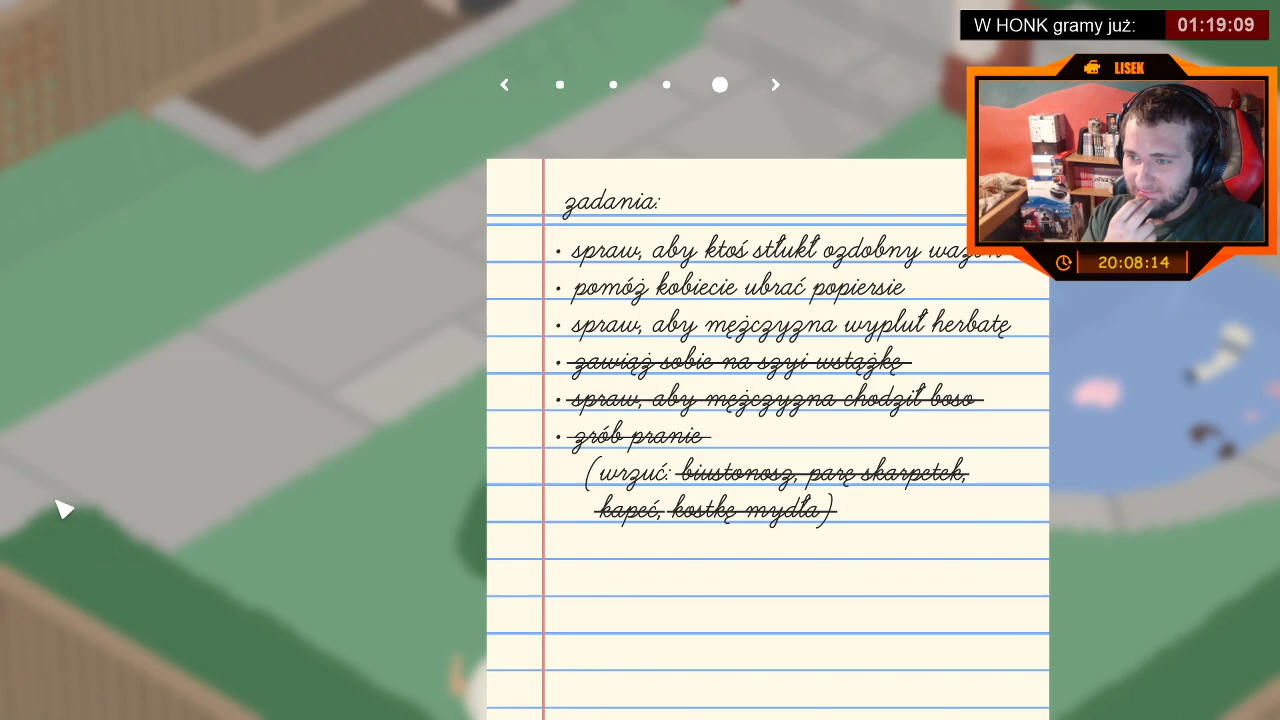 W HONK gramy już: 01:19:09
LISEK
20:08:14
zadania:
• spraw, aby ktoś stłukł ozdobny wazon
• pomóż kobiecie ubrać popiersie
• spraw, aby mężczyzna wypluł herbatę
• zawiąż sobie na szyi wstążkę
• spraw, aby mężczyzna chodził boso
• zrób pranie
(wrzuć: biustonosz, parę skarpetek,
kapeć, kostkę mydła)